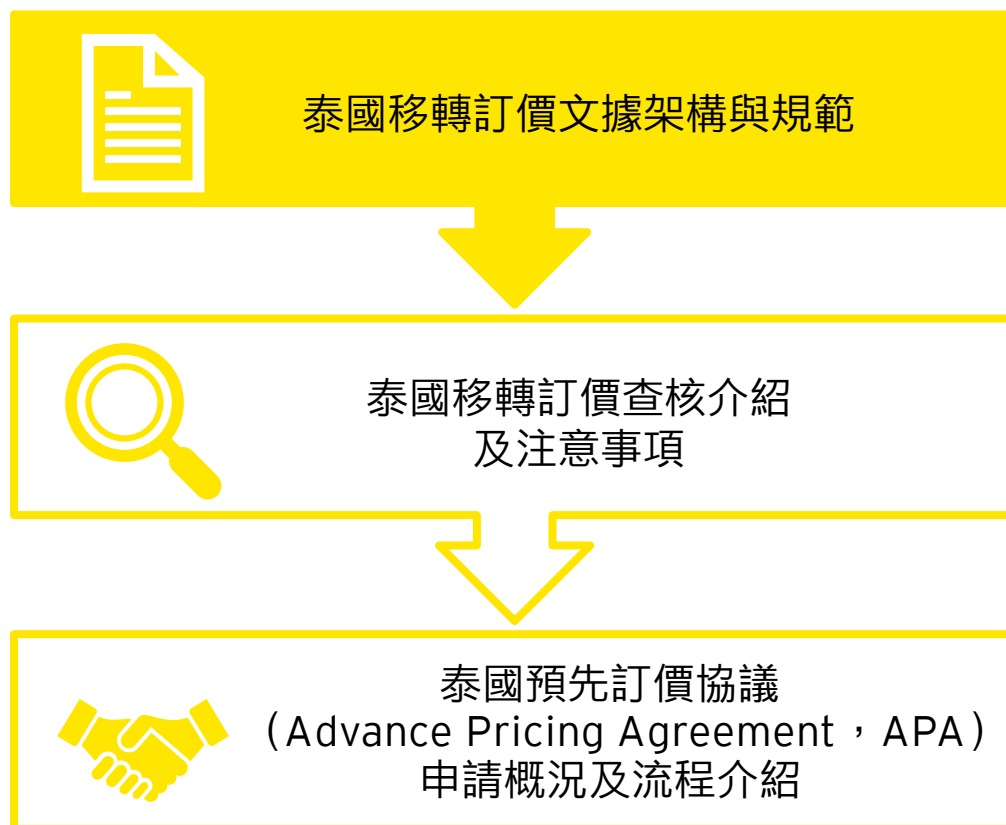 泰國移轉訂價文據架構與規範
泰國移轉訂價查核介紹
及注意事項
泰國預先訂價協議
（Advance Pricing Agreement，APA）
申請概況及流程介紹